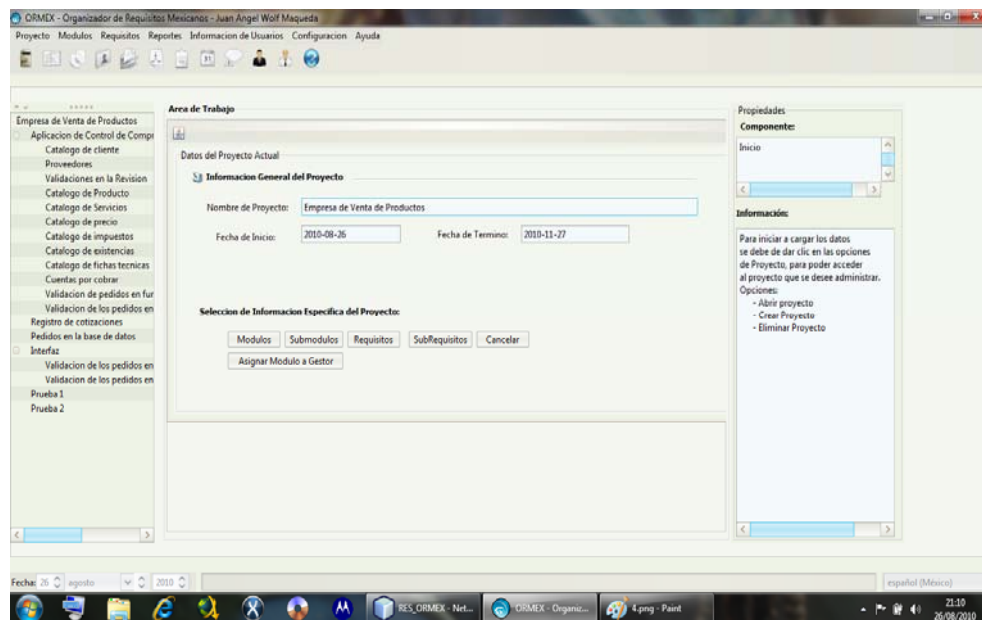 ORMEX - Organizador de Requisitos Mexicanos - Juan Angel Wolf Maqueda
Proyecto Modulos Requisitos Reportes Informacion de Usuarios Configuracion Ayuda
31
Empresa de Venta de Productos
Aplicacion de Control de Compr
Catalogo de cliente
Proveedores
Validaciones en la Revision
Catalogo de Producto
Catalogo de Servicios
Catalogo de precio
Catalogo de impuestos
Catalogo de existencias
Catalogo de fichas tecnicas
Cuentas por cobrar
Validacion de pedidos en fur
Validacion de los pedidos en
Registro de cotizaciones
Pedidos en la base de datos
Interfaz
Validacion de los pedidos en
Validacion de los pedidos en
Prueba 1
Prueba 2
Area de Trabajo
Datos del Proyecto Actual
Informacion General del Proyecto
Nombre de Proyecto: Empresa de Venta de Productos
Fecha de Inicio: 2010-08-26 Fecha de Termino: 2010-11-27
Seleccion de Informacion Especifica del Proyecto:
Modulos Submodulos Requisitos SubRequisitos Cancelar
Asignar Modulo a Gestor
Propiedades
Componente:
Inicio
Información:
Para iniciar a cargar los datos
se debe de dar clic en las opciones
de Proyecto, para poder acceder
al proyecto que se desee administrar.
Opciones:
- Abrir proyecto
- Crear Proyecto
- Eliminar Proyecto
Fecha: 26 agosto 2010 español (México)
RES_ORMEX - Net... ORMEX - Organiz... 4.png - Paint
21:10
26/08/2010